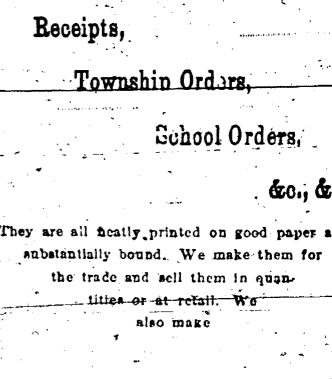 Receipts,
Township Orders,
School Orders,
&c., &
They are all neatly printed on good paper a
substantially bound. We make them for
the trade and sell them in quan-
tities or at retail. We
also make